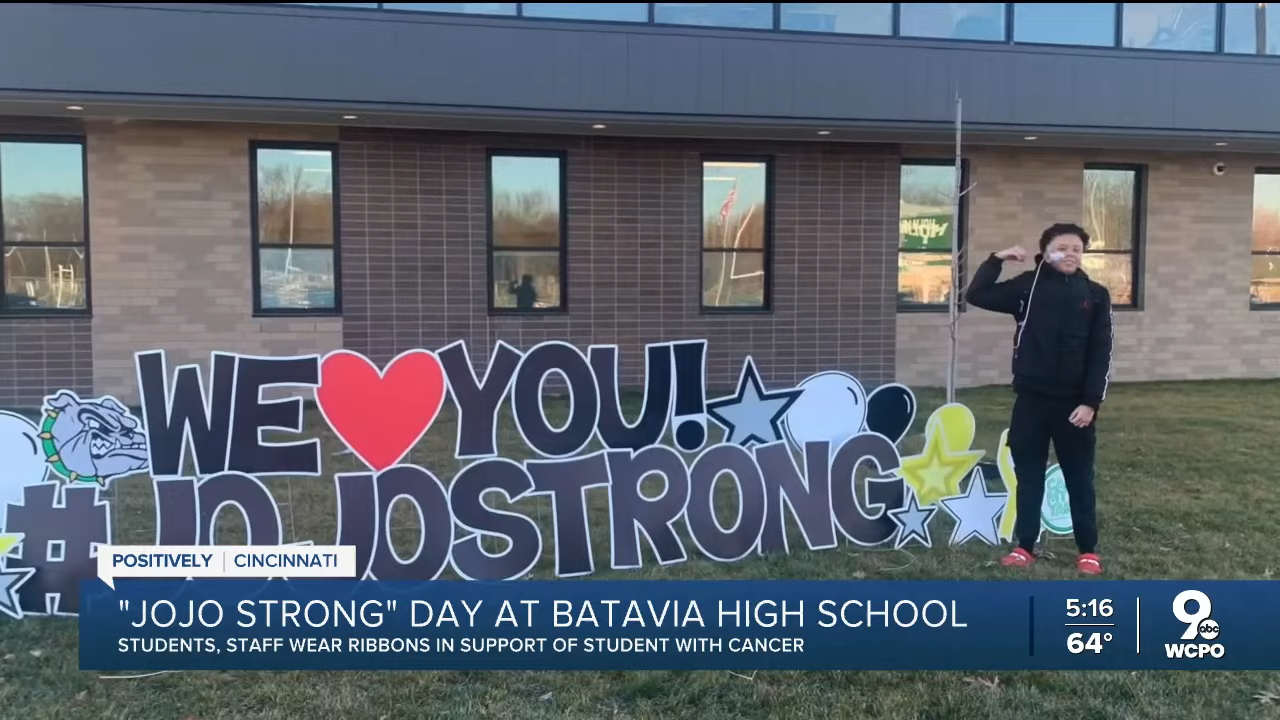 WE YOU!
#JOJOSTRONG
POSITIVELY | CINCINNATI
"JOJO STRONG" DAY AT BATAVIA HIGH SCHOOL
STUDENTS, STAFF WEAR RIBBONS IN SUPPORT OF STUDENT WITH CANCER
5:16
64°
9
abc
WCPO